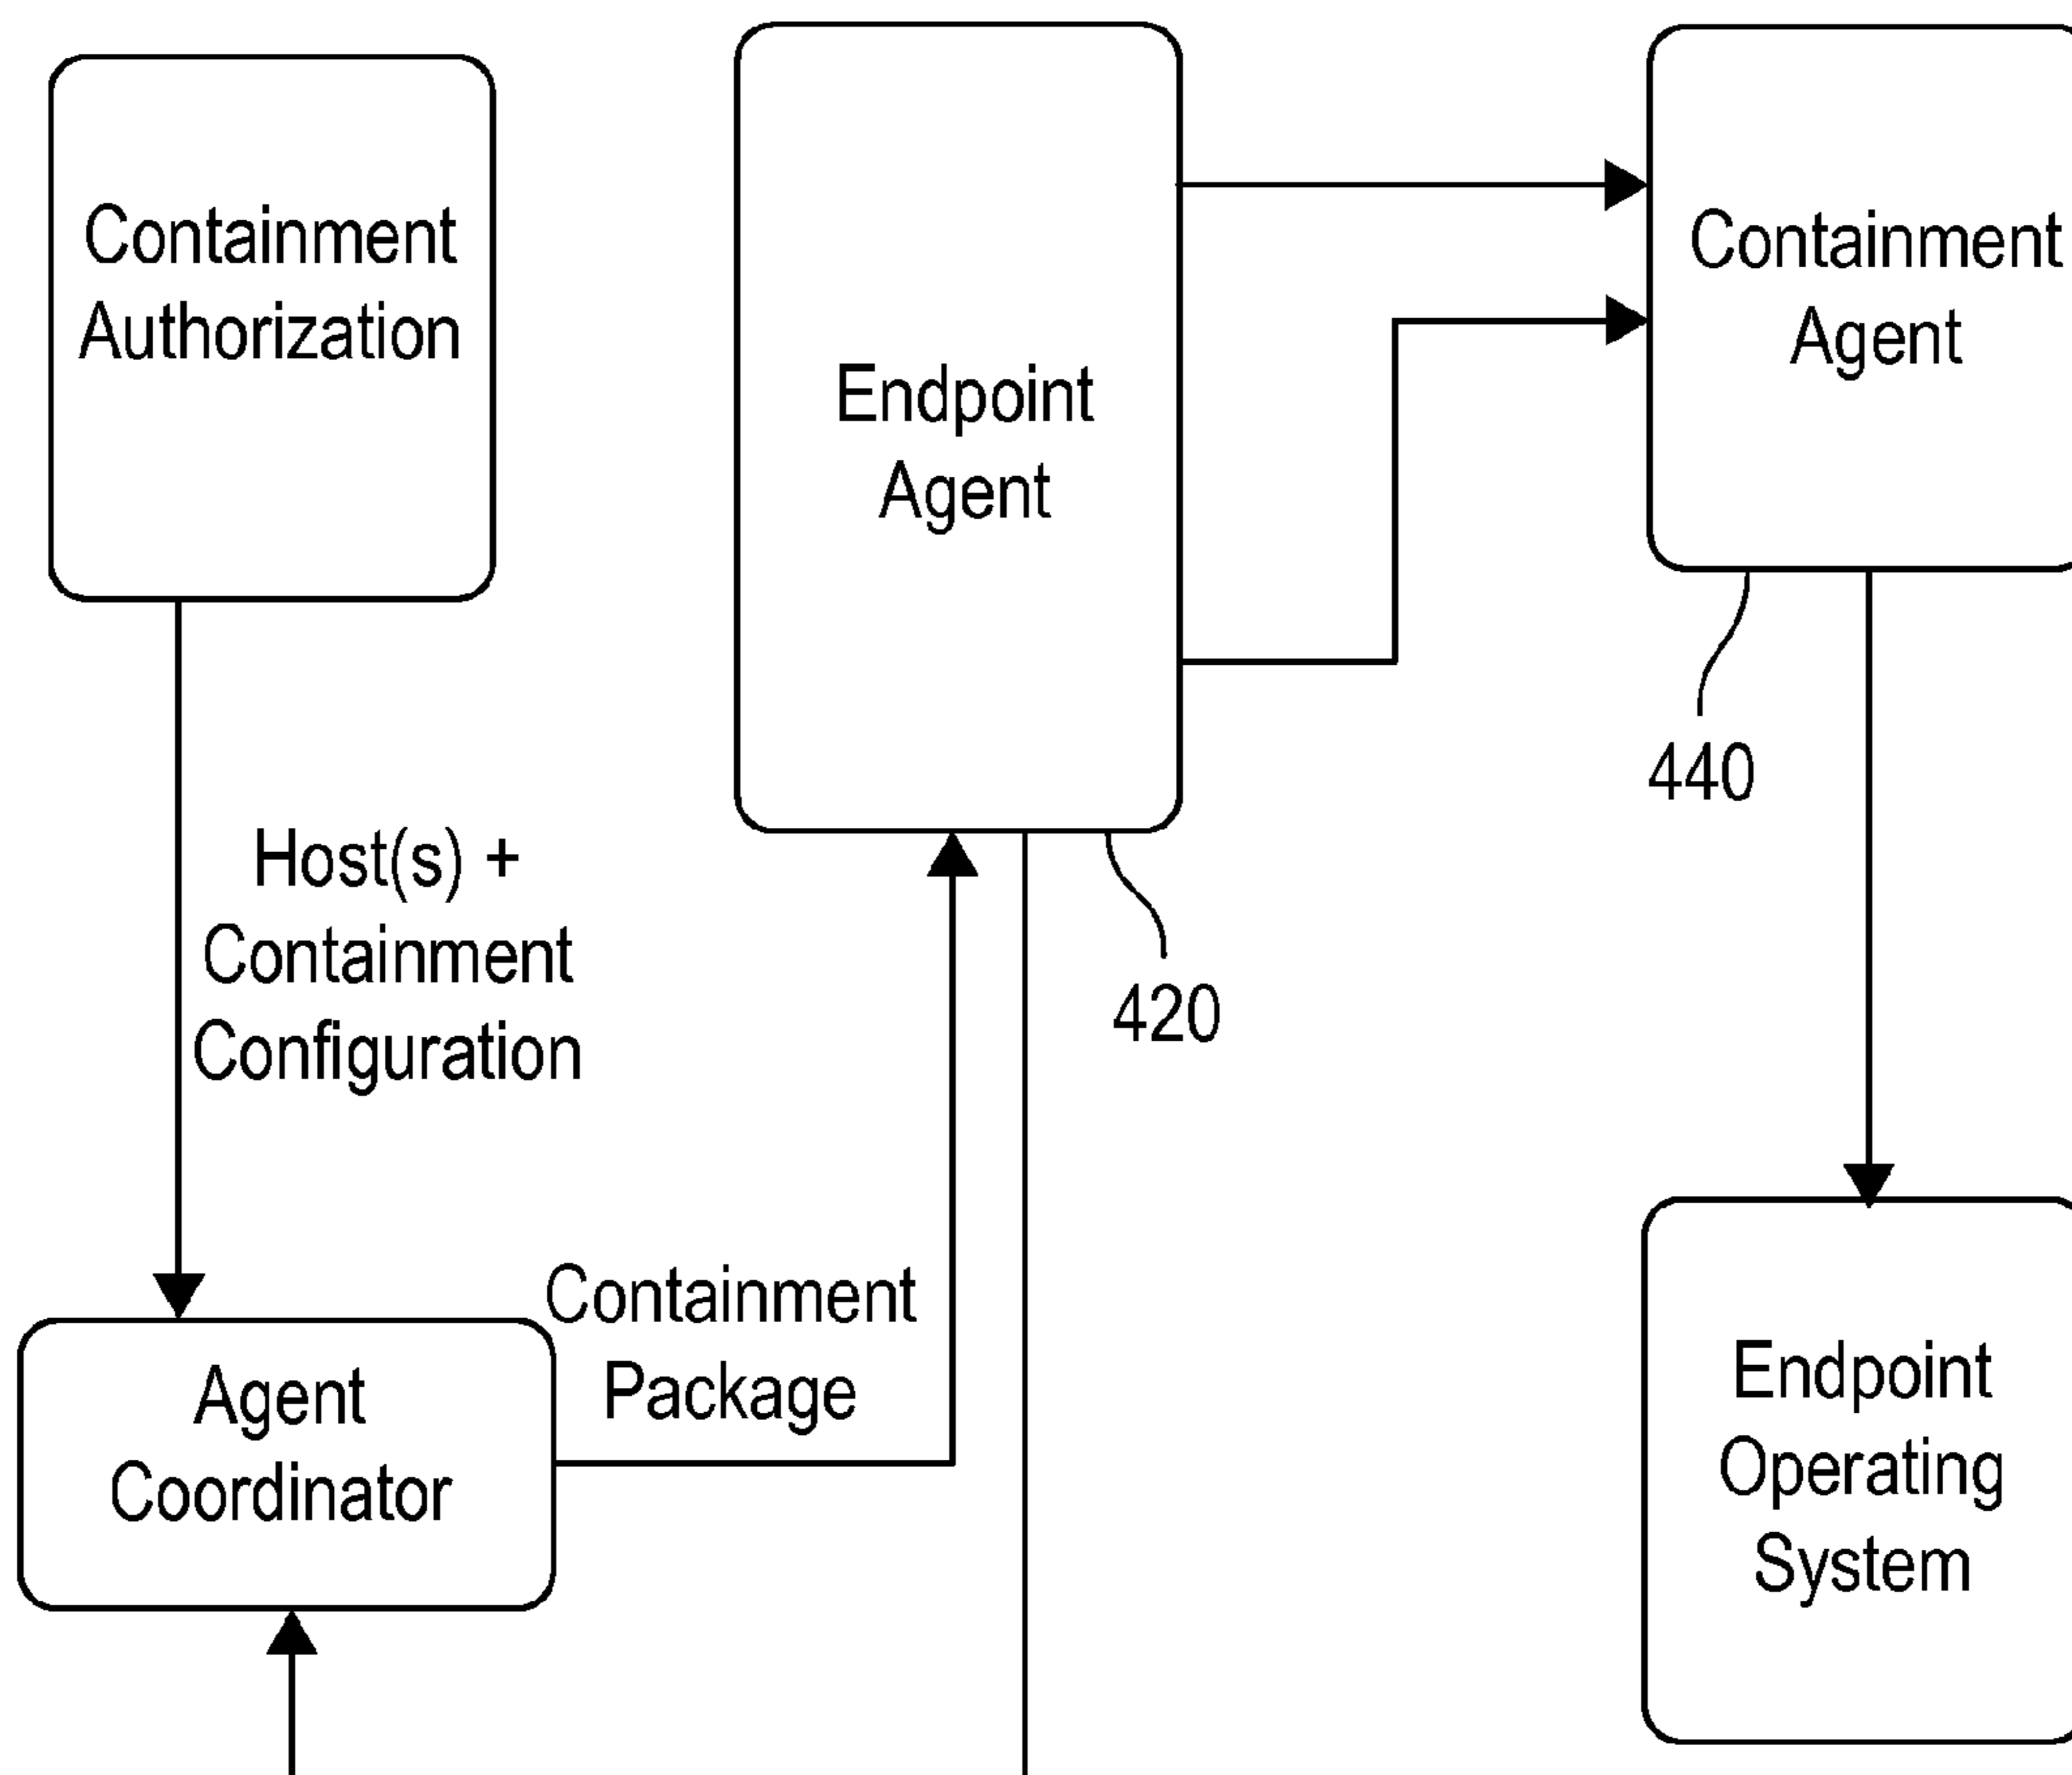 Containment
Authorization
Endpoint
Agent
Containment
Agent
440
Host(s) +
Containment
Configuration
420
Containment
Package
Agent
Coordinator
Endpoint
Operating
System